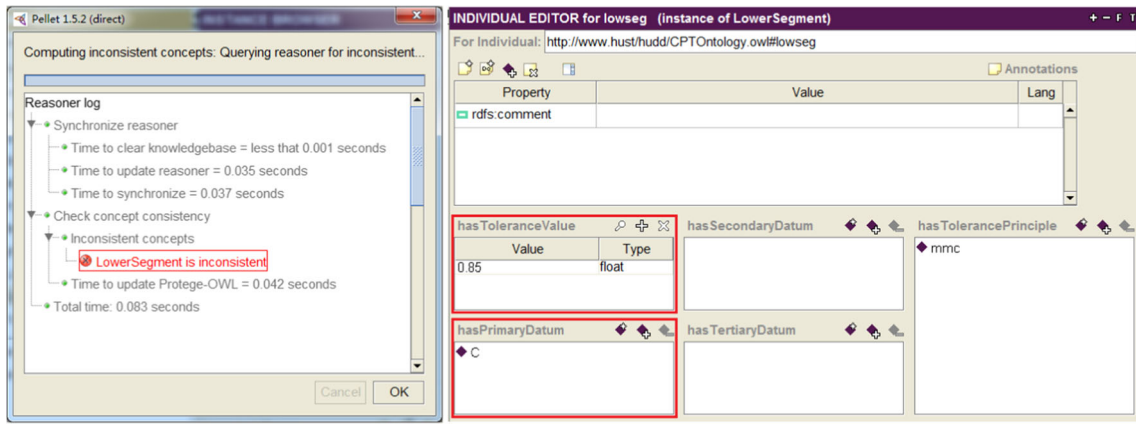 Pellet 1.5.2 (direct)
Computing inconsistent concepts: Querying reasoner for inconsistent...
Reasoner log
Synchronize reasoner
Time to clear knowledgebase = less that 0.001 seconds
Time to update reasoner = 0.035 seconds
Time to synchronize = 0.037 seconds
Check concept consistency
Inconsistent concepts
LowerSegment is inconsistent
Time to update Protege-OWL = 0.042 seconds
Total time: 0.083 seconds
Cancel OK
INDIVIDUAL EDITOR for lowseg (instance of LowerSegment) + - F T
For Individual: http://www.hust/hudd/CPTOntology.owl#lowseg
Annotations
Property Value Lang
rdfs:comment
hasToleranceValue hasSecondaryDatum hasTolerancePrinciple
Value Type mmc
0.85 float
hasPrimaryDatum hasTertiaryDatum
C